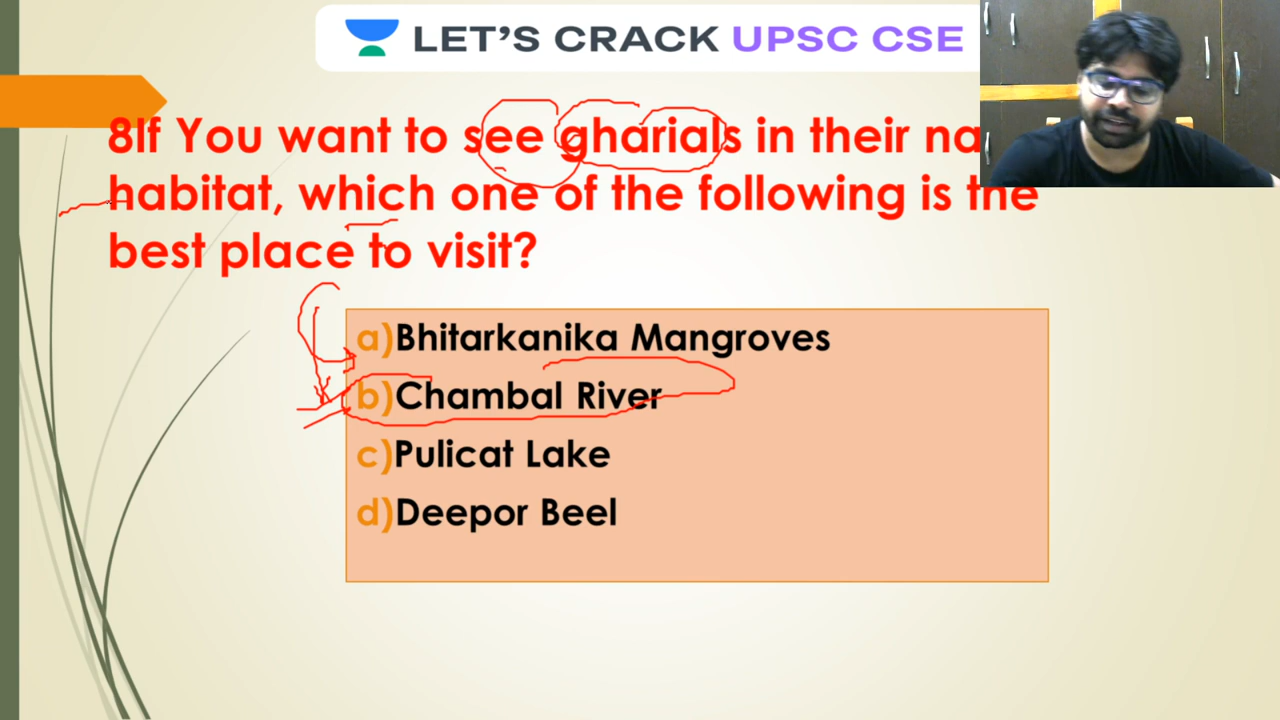 LET'S CRACK UPSC CSE
8If You want to see gharials in their na
habitat, which one of the following is the
best place to visit?
a)Bhitarkanika Mangroves
b)Chambal River
c)Pulicat Lake
d)Deepor Beel